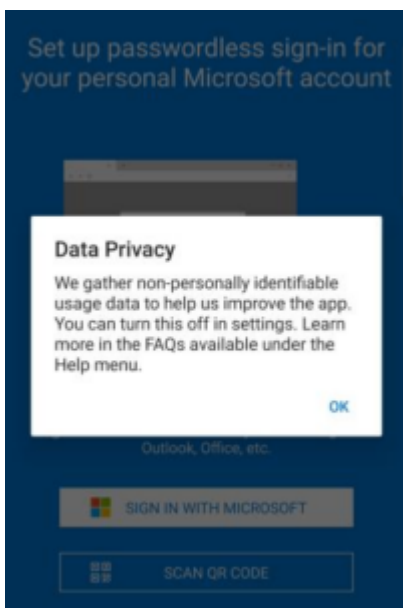 Set up passwordless sign-in for
your personal Microsoft account
Data Privacy
We gather non-personally identifiable
usage data to help us improve the app.
You can turn this off in settings. Learn
more in the FAQs available under the
Help menu.
OK
Outlook, Office, etc.
SIGN IN WITH MICROSOFT
SCAN QR CODE